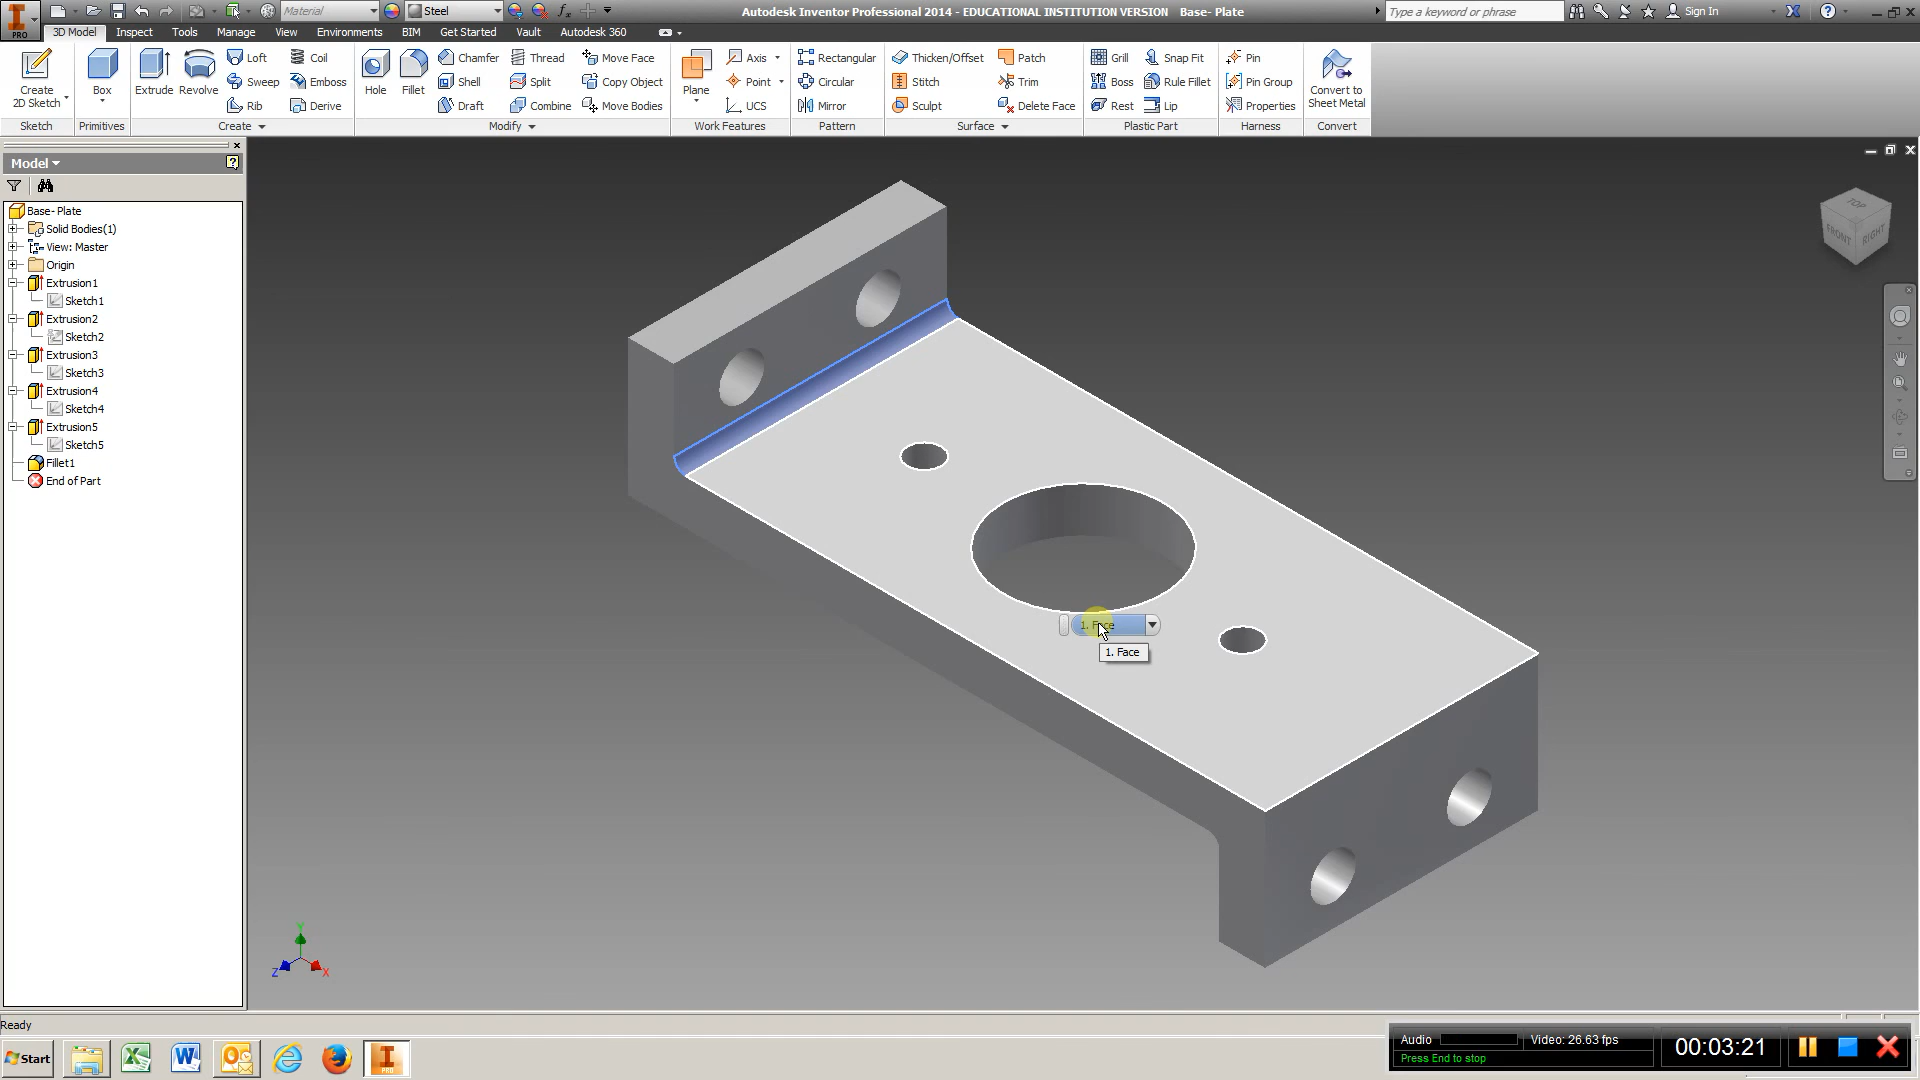 Material
Steel
Autodesk Inventor Professional 2014 - EDUCATIONAL INSTITUTION VERSION Base- Plate
Type a keyword or phrase
Sign In
PRO
3D Model Inspect Tools Manage View Environments BIM Get Started Vault Autodesk 360
Create
2D Sketch
Box
Extrude
Revolve
Loft
Sweep
Rib
Coil
Emboss
Derive
Hole
Fillet
Chamfer
Shell
Draft
Thread
Split
Combine
Move Face
Copy Object
Move Bodies
Plane
Axis
Point
UCS
Rectangular
Circular
Mirror
Thicken/Offset
Stitch
Sculpt
Patch
Trim
Delete Face
Grill
Boss
Rest
Snap Fit
Rule Fillet
Lip
Pin
Pin Group
Properties
Convert to
Sheet Metal
Sketch Primitives Create Modify Work Features Pattern Surface Plastic Part Harness Convert
Model
Base- Plate
Solid Bodies(1)
View: Master
Origin
Extrusion1
Sketch1
Extrusion2
Sketch2
Extrusion3
Sketch3
Extrusion4
Sketch4
Extrusion5
Sketch5
Fillet1
End of Part
TOP
FRONT RIGHT
1. Face
1. Face
Y
Z X
Ready
Start
PRO
Audio
Video: 26.63 fps
Press End to stop
00:03:21